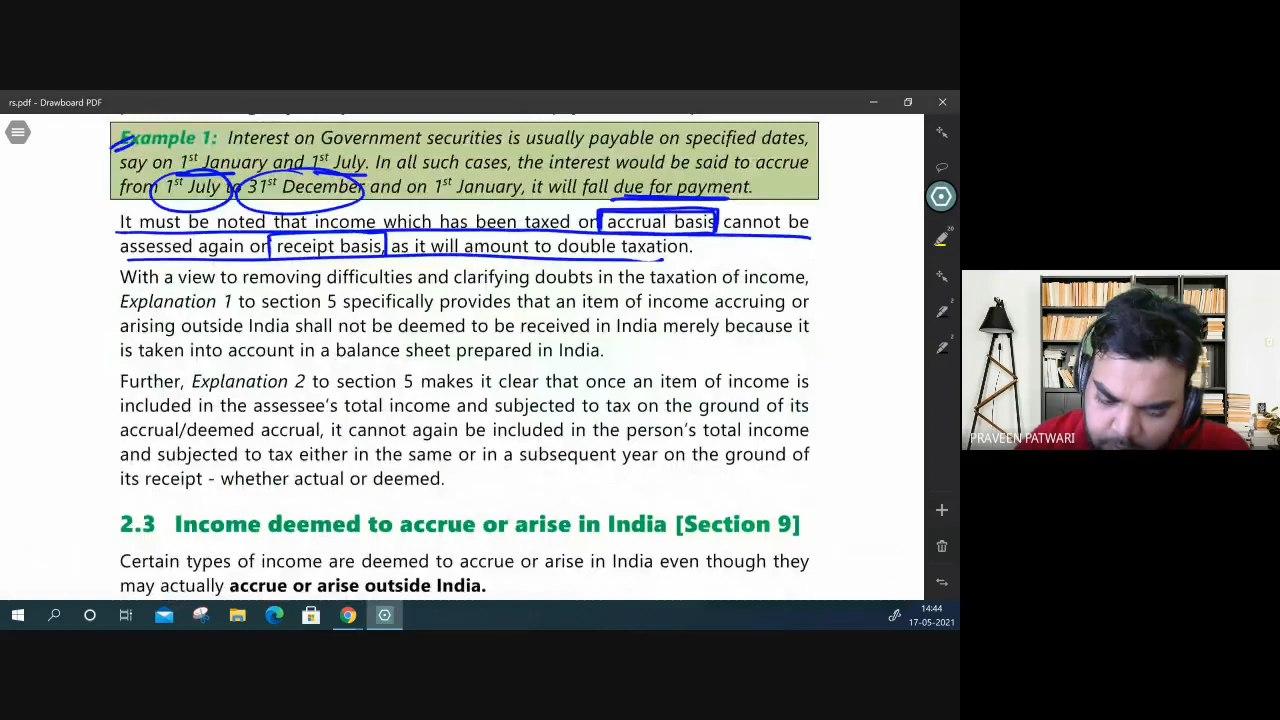 rs.pdf - Drawboard PDF
Example 1: Interest on Government securities is usually payable on specified dates,
say on 1st January and 1st July. In all such cases, the interest would be said to accrue
from 1st July to 31st December and on 1st January, it will fall due for payment.
It must be noted that income which has been taxed on accrual basis cannot be
assessed again on receipt basis, as it will amount to double taxation.
With a view to removing difficulties and clarifying doubts in the taxation of income,
Explanation 1 to section 5 specifically provides that an item of income accruing or
arising outside India shall not be deemed to be received in India merely because it
is taken into account in a balance sheet prepared in India.
Further, Explanation 2 to section 5 makes it clear that once an item of income is
included in the assessee's total income and subjected to tax on the ground of its
accrual/deemed accrual, it cannot again be included in the person's total income
and subjected to tax either in the same or in a subsequent year on the ground of
its receipt - whether actual or deemed.
2.3 Income deemed to accrue or arise in India [Section 9]
Certain types of income are deemed to accrue or arise in India even though they
may actually accrue or arise outside India.
PRAVEEN PATWARI
14:44
17-05-2021